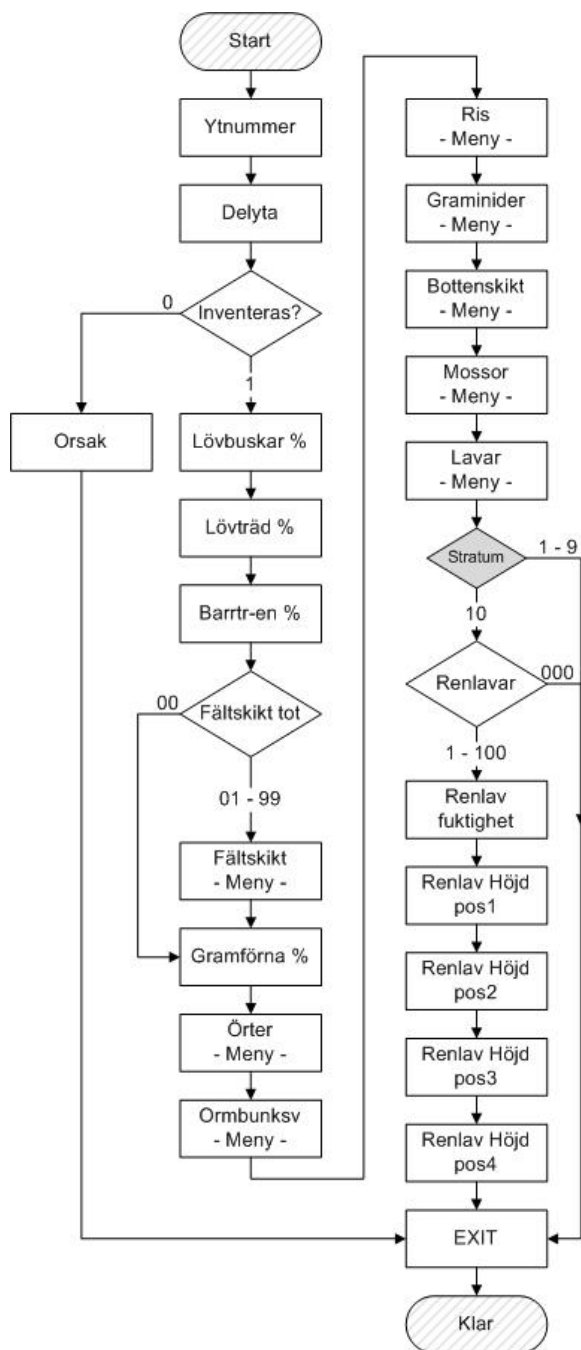 Start
Ytnummer
Delyta
Inventeras?
0
1
Orsak
Lövbuskar %
Lövträd %
Barrtr-en %
Fältskikt tot
00
01 - 99
Fältskikt
- Meny -
Gramförna %
Örter
- Meny -
Ormbunksv
- Meny -
Ris
- Meny -
Graminider
- Meny -
Bottenskikt
- Meny -
Mossor
- Meny -
Lavar
- Meny -
Stratum
1 - 9
10
Renlavar
000
1 - 100
Renlav
fuktighet
Renlav Höjd
pos1
Renlav Höjd
pos2
Renlav Höjd
pos3
Renlav Höjd
pos4
EXIT
Klar